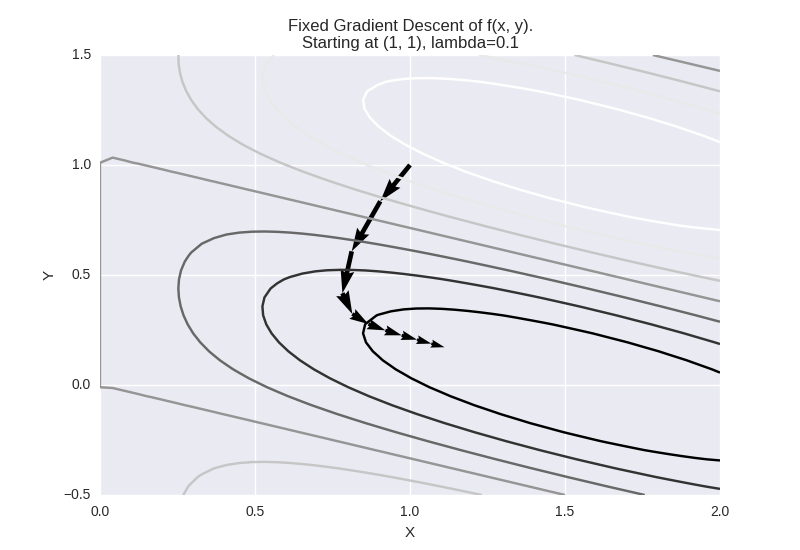 Fixed Gradient Descent of f(x, y).
Starting at (1, 1), lambda=0.1
1.5
1.0
Y
0.5
0.0
−0.5
0.0 0.5 1.0 1.5 2.0
X